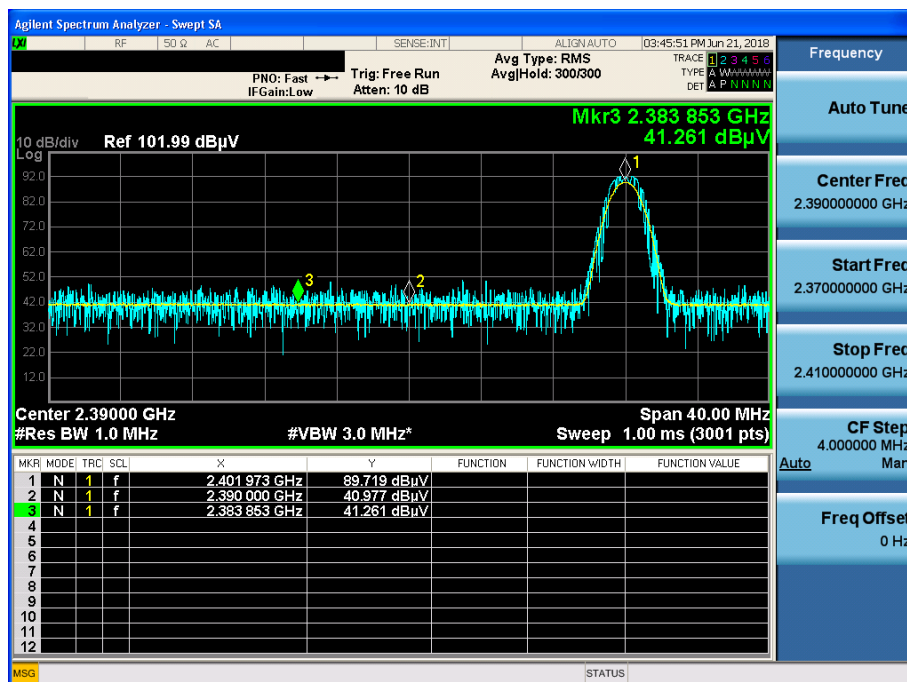 Agilent Spectrum Analyzer - Swept SA
LXI RF 50 Ω AC SENSE:INT ALIGN AUTO 03:45:51 PM Jun 21, 2018
Frequency
PNO: Fast
IFGain:Low
Trig: Free Run
Atten: 10 dB
Avg Type: RMS
Avg|Hold: 300/300
TRACE 1 2 3 4 5 6
TYPE A W
DET A P N N N N
Auto Tune
Mkr3 2.383 853 GHz
41.261 dBµV
10 dB/div Ref 101.99 dBµV
Log
92.0
82.0
72.0
62.0
52.0
42.0
32.0
22.0
12.0
1
2
3
Center Freq
2.390000000 GHz
Start Freq
2.370000000 GHz
Stop Freq
2.410000000 GHz
Center 2.39000 GHz Span 40.00 MHz
#Res BW 1.0 MHz #VBW 3.0 MHz* Sweep 1.00 ms (3001 pts)
CF Step
4.000000 MHz
Auto Man
Freq Offset
0 Hz
MKR MODE TRC SCL X Y FUNCTION FUNCTION WIDTH FUNCTION VALUE
1 N 1 f 2.401 973 GHz 89.719 dBµV
2 N 1 f 2.390 000 GHz 40.977 dBµV
3 N 1 f 2.383 853 GHz 41.261 dBµV
4
5
6
7
8
9
10
11
12
MSG STATUS